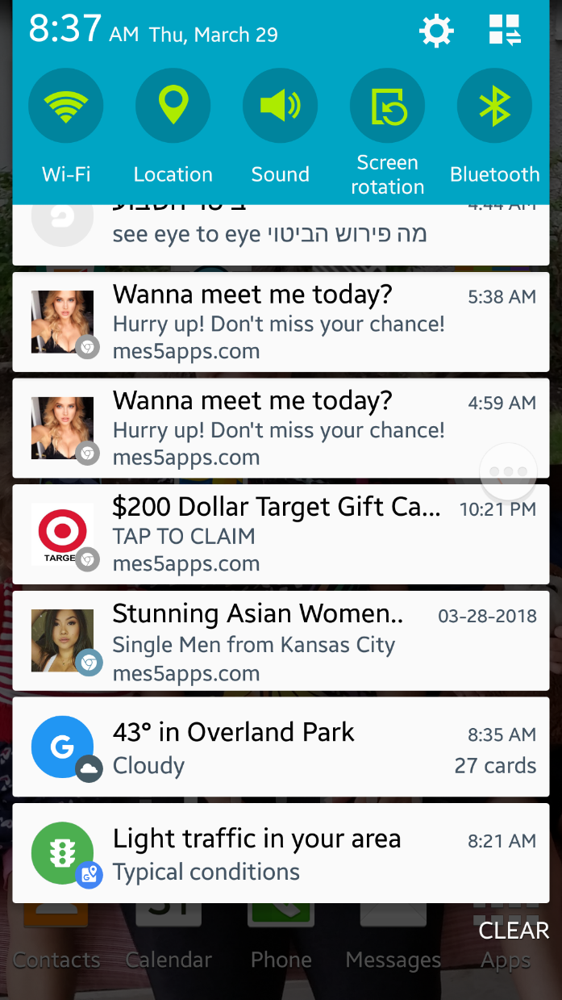 8:37 AM Thu, March 29
Wi-Fi
Location
Sound
Screen
rotation
Bluetooth
4:44 AM
see eye to eye מה פירוש הביטוי
Wanna meet me today?
5:38 AM
Hurry up! Don't miss your chance!
mes5apps.com
Wanna meet me today?
4:59 AM
Hurry up! Don't miss your chance!
mes5apps.com
$200 Dollar Target Gift Ca...
10:21 PM
TARGE
TAP TO CLAIM
mes5apps.com
Stunning Asian Women..
03-28-2018
Single Men from Kansas City
mes5apps.com
G
43° in Overland Park
8:35 AM
Cloudy
27 cards
Light traffic in your area
8:21 AM
G
Typical conditions
31
CLEAR
Contacts
Calendar
Phone
Messages
Apps